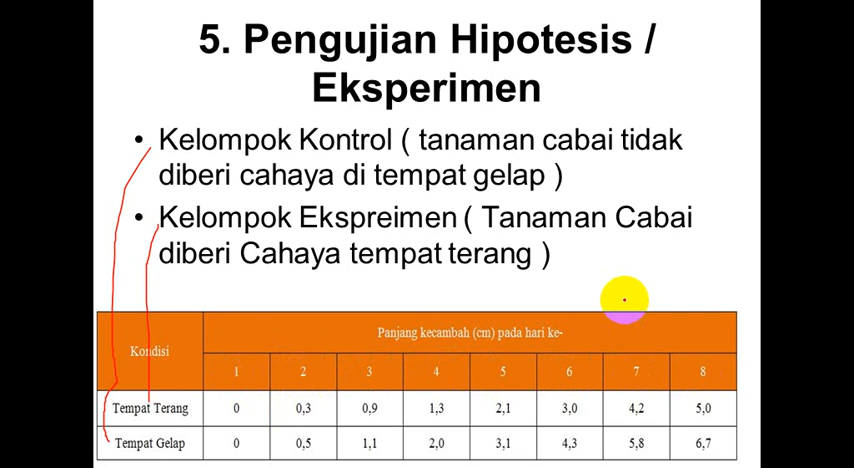 5. Pengujian Hipotesis /
Eksperimen
• Kelompok Kontrol ( tanaman cabai tidak
diberi cahaya di tempat gelap )
• Kelompok Ekspreimen ( Tanaman Cabai
diberi Cahaya tempat terang )
Kondisi Panjang kecambah (cm) pada hari ke-
1 2 3 4 5 6 7 8
Tempat Terang 0 0,3 0,9 1,3 2,1 3,0 4,2 5,0
Tempat Gelap 0 0,5 1,1 2,0 3,1 4,3 5,8 6,7